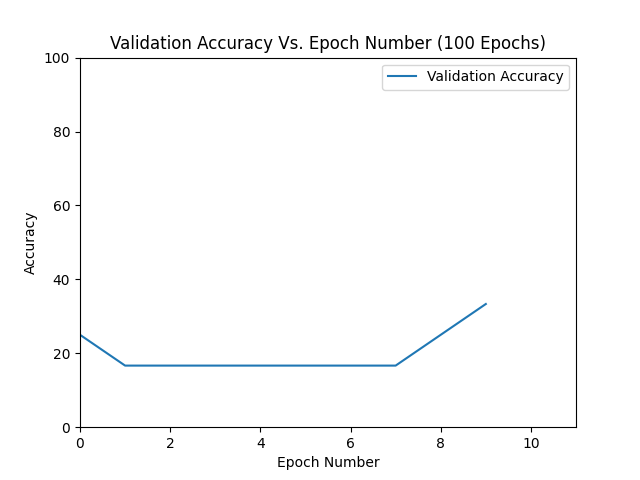 Validation Accuracy Vs. Epoch Number (100 Epochs)
Validation Accuracy
100
80
60
40
20
0
Accuracy
0 2 4 6 8 10
Epoch Number